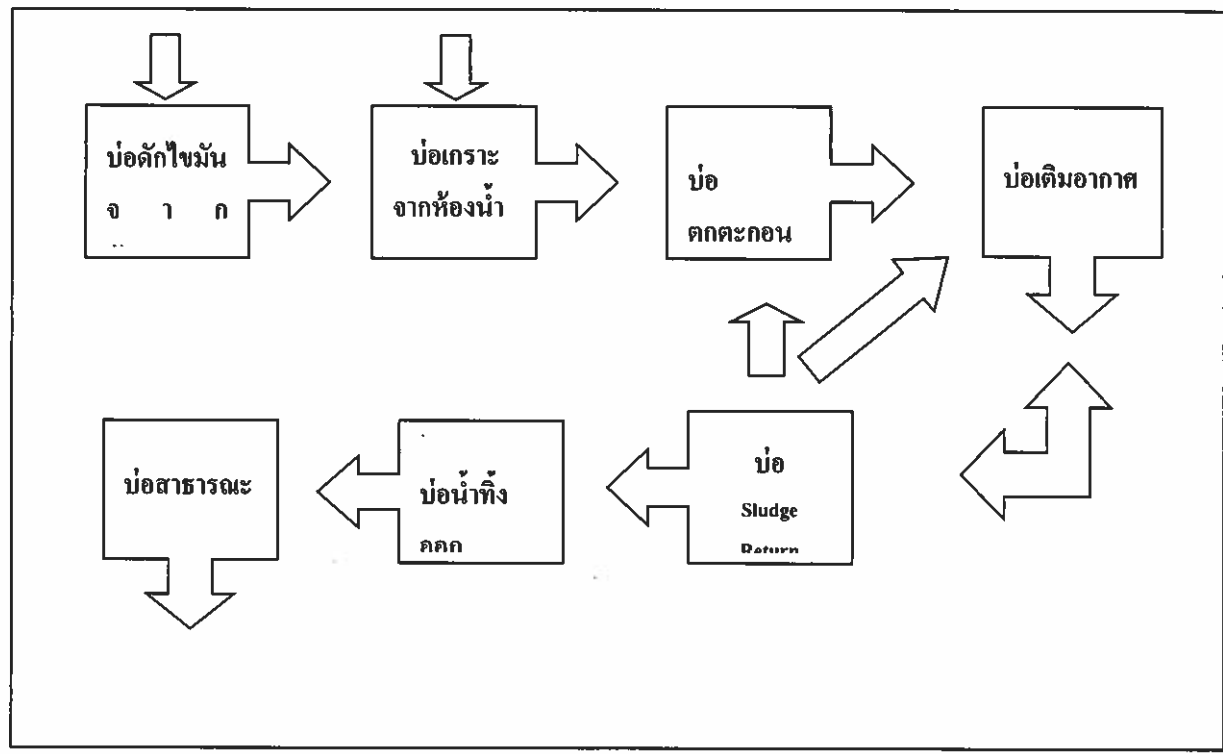 บ่อดักไขมัน
จ า ก
บ่อเกราะ
จากห้องน้ำ
บ่อ
ตกตะกอน
บ่อเติมอากาศ
บ่อสาธารณะ
บ่อน้ำทิ้ง
บ่อ
Sludge
Return